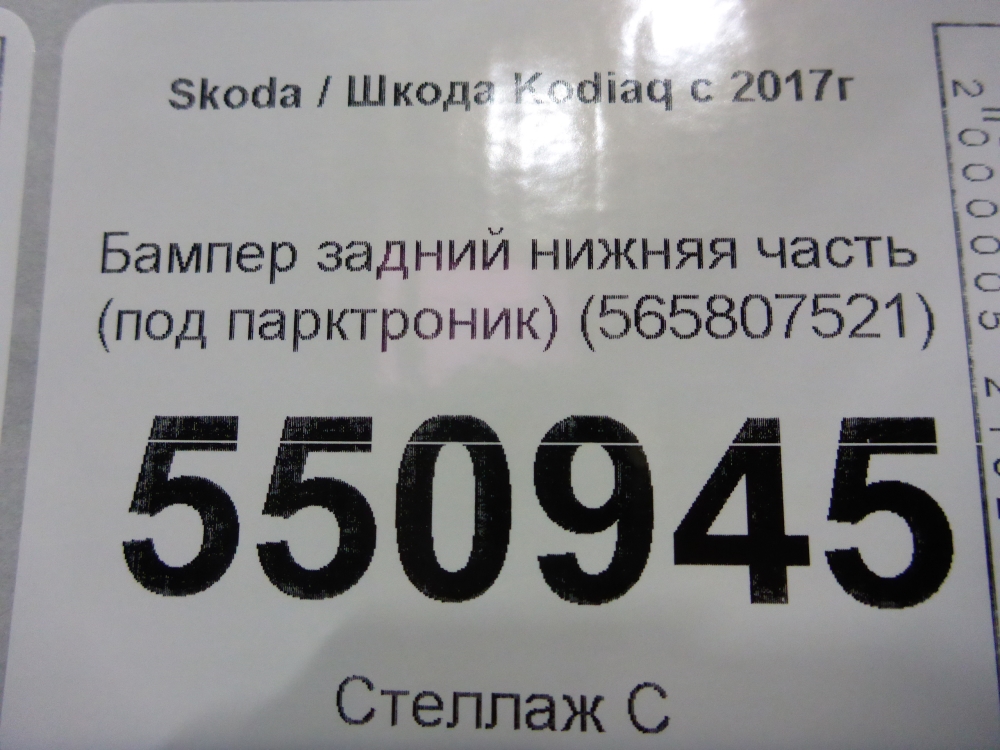 Skoda / Шкода Kodiaq с 2017г
Бампер задний нижняя часть
(под парктроник) (565807521)
550945
Стеллаж С